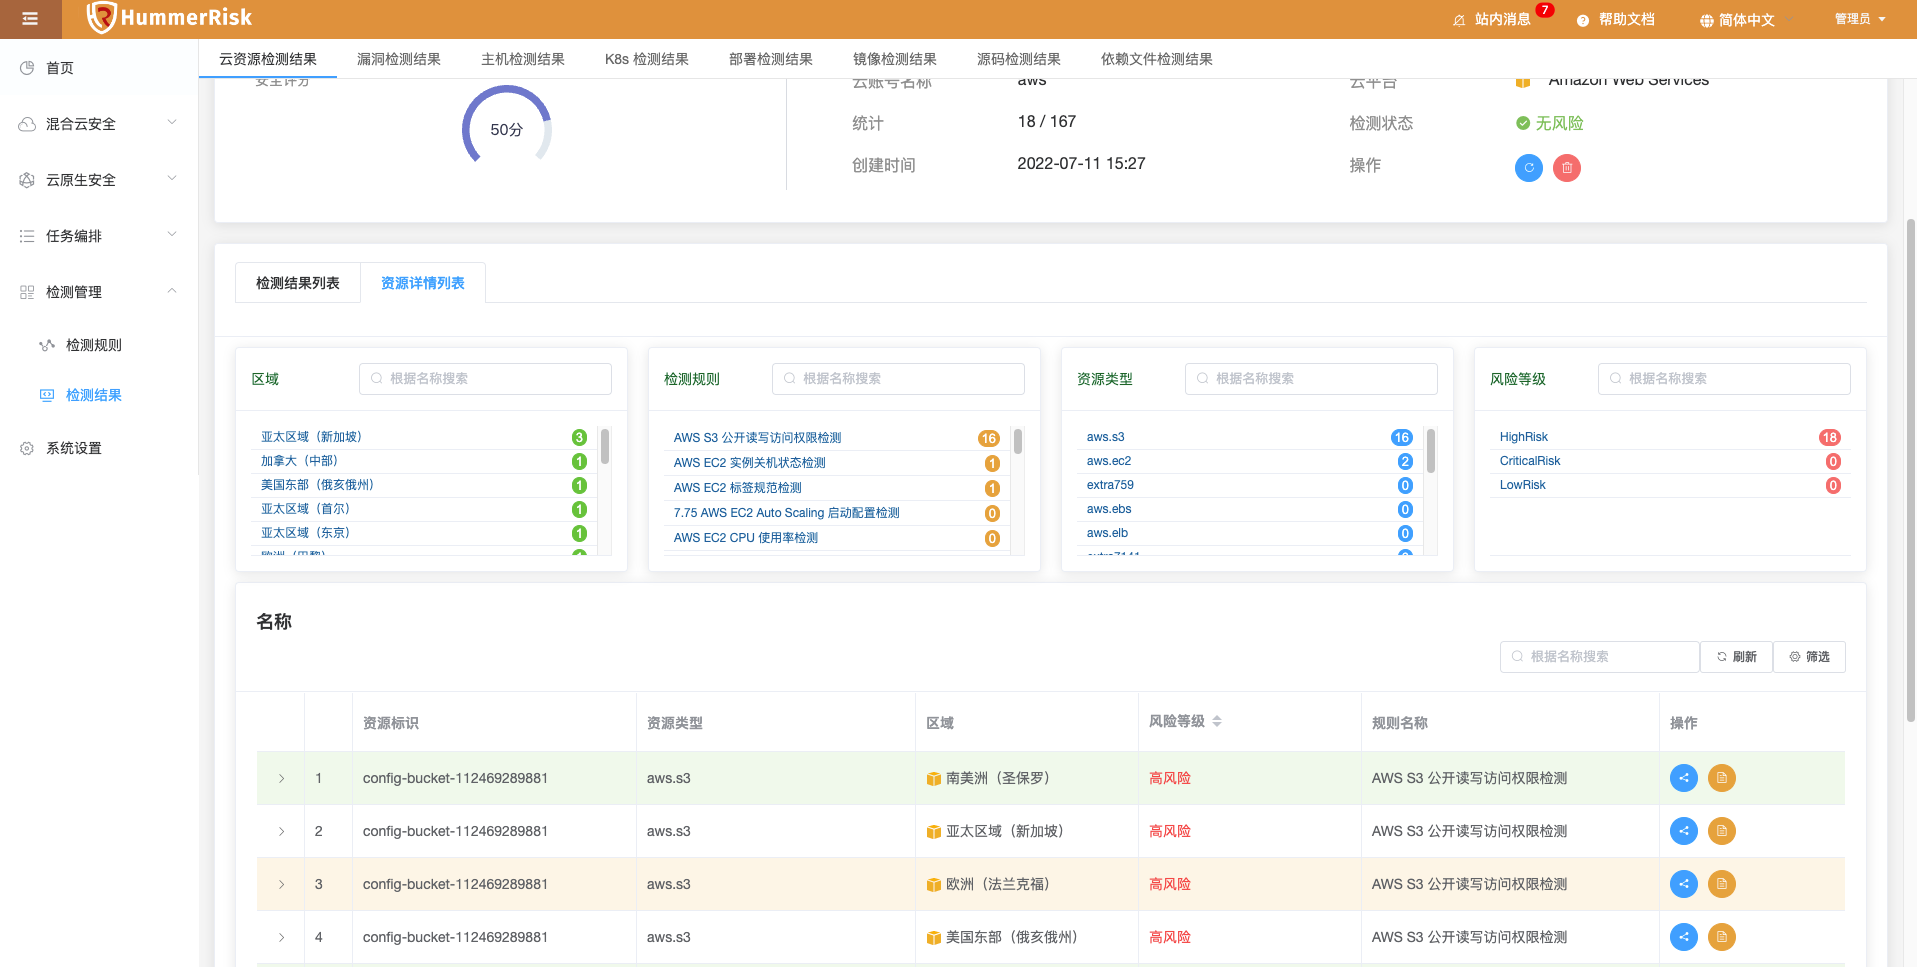 HummerRisk
站内消息 7
帮助文档
简体中文
管理员
首页
混合云安全
云原生安全
任务编排
检测管理
检测规则
检测结果
系统设置
云资源检测结果 漏洞检测结果 主机检测结果 K8s 检测结果 部署检测结果 镜像检测结果 源码检测结果 依赖文件检测结果
安全评分
50分
云账号名称 aws
云平台 Amazon Web Services
统计 18 / 167
检测状态 无风险
创建时间 2022-07-11 15:27
操作
检测结果列表 资源详情列表
区域 根据名称搜索
亚太区域（新加坡） 3
加拿大（中部） 1
美国东部（俄亥俄州） 1
亚太区域（首尔） 1
亚太区域（东京） 1
欧洲（巴黎） 1
检测规则 根据名称搜索
AWS S3 公开读写访问权限检测 16
AWS EC2 实例关机状态检测 1
AWS EC2 标签规范检测 1
7.75 AWS EC2 Auto Scaling 启动配置检测 0
AWS EC2 CPU 使用率检测 0
资源类型 根据名称搜索
aws.s3 16
aws.ec2 2
extra759 0
aws.ebs 0
aws.elb 0
extra7141 0
风险等级 根据名称搜索
HighRisk 18
CriticalRisk 0
LowRisk 0
名称
根据名称搜索 刷新 筛选
资源标识 资源类型 区域 风险等级 规则名称 操作
1 config-bucket-112469289881 aws.s3 南美洲（圣保罗） 高风险 AWS S3 公开读写访问权限检测
2 config-bucket-112469289881 aws.s3 亚太区域（新加坡） 高风险 AWS S3 公开读写访问权限检测
3 config-bucket-112469289881 aws.s3 欧洲（法兰克福） 高风险 AWS S3 公开读写访问权限检测
4 config-bucket-112469289881 aws.s3 美国东部（俄亥俄州） 高风险 AWS S3 公开读写访问权限检测